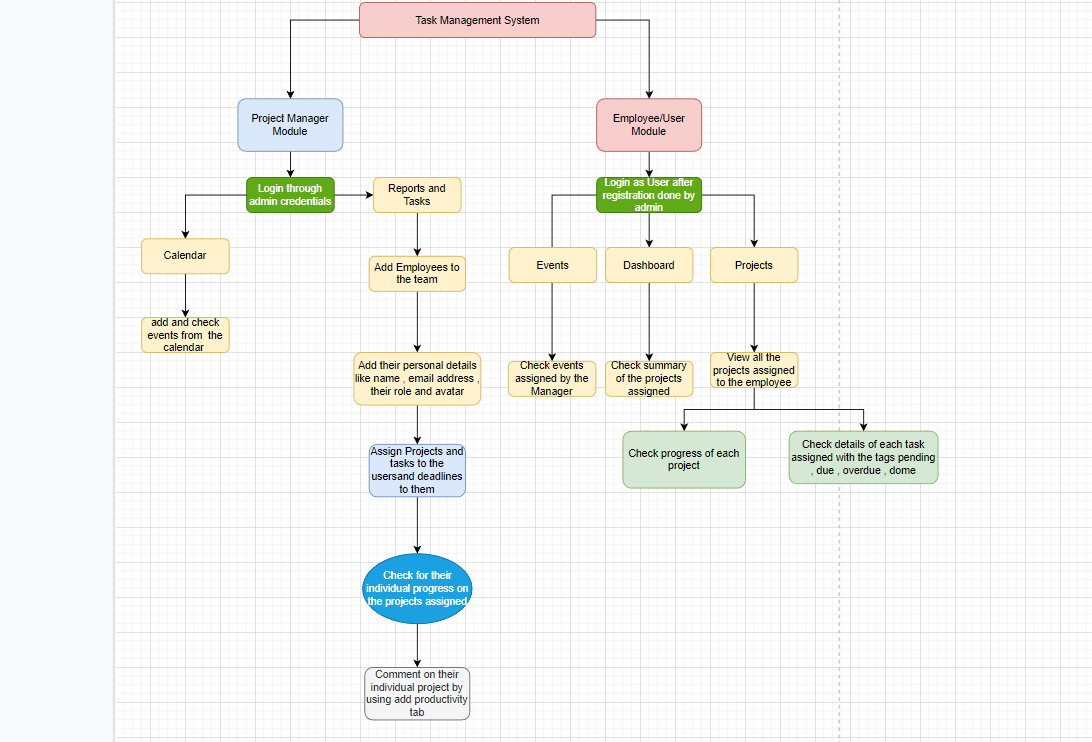 Task Management System
Project Manager
Module
Employee/User
Module
Login through
admin credentials
Reports and
Tasks
Login as User after
registration done by
admin
Calendar
Add Employees to
the team
Events
Dashboard
Projects
add and check
events from the
calendar
Add their personal details
like name , email address ,
their role and avatar
Check events
assigned by the
Manager
Check summary
of the projects
assigned
View all the
projects assigned
to the employee
Assign Projects and
tasks to the
usersand deadlines
to them
Check progress of each
project
Check details of each task
assigned with the tags pending
, due , overdue , dome
Check for their
individual progress on
the projects assigned
Comment on their
individual project by
using add productivity
tab